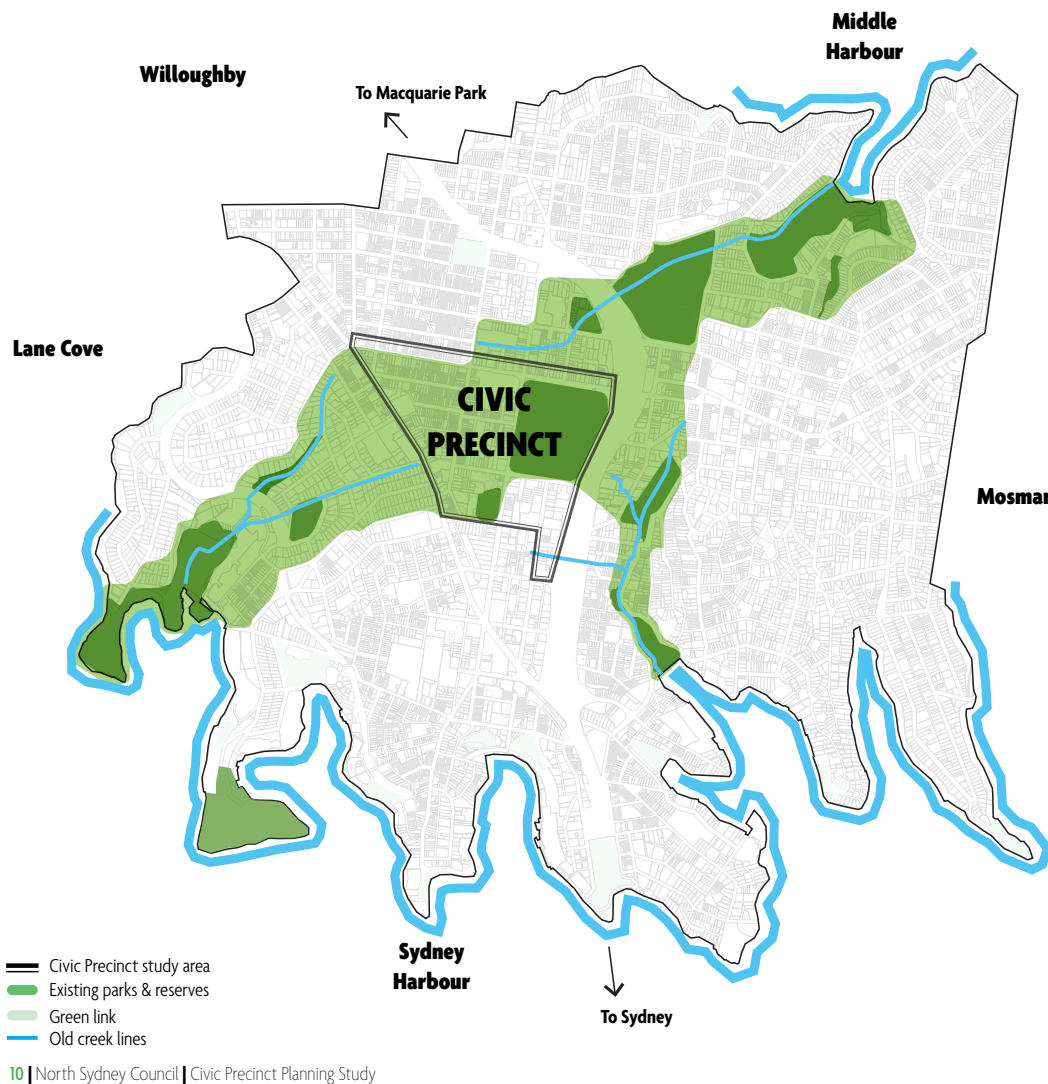 Middle
Harbour
Willoughby
To Macquarie Park
Lane Cove
CIVIC
PRECINCT
Mosman
Sydney
Harbour
To Sydney
Civic Precinct study area
Existing parks & reserves
Green link
Old creek lines
10 | North Sydney Council | Civic Precinct Planning Study